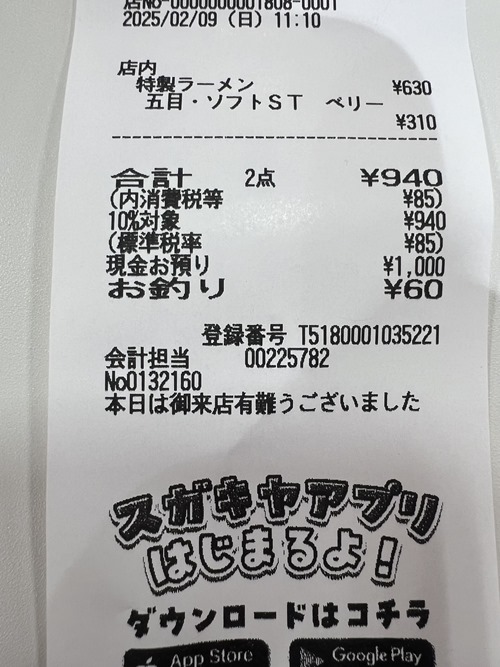 店No-0000000001808-0001
2025/02/09 (日) 11:10
店内
特製ラーメン ¥630
五目・ソフトST ベリー
¥310
合計 2点 ¥940
(内消費税等 ¥85)
10%対象 ¥940
(標準税率 ¥85)
現金お預り ¥1,000
お釣り ¥60
登録番号 T5180001035221
会計担当 00225782
No0132160
本日は御来店有難うございました
スガキヤアプリ
はじまるよ!
ダウンロードはコチラ
App Store Google Play